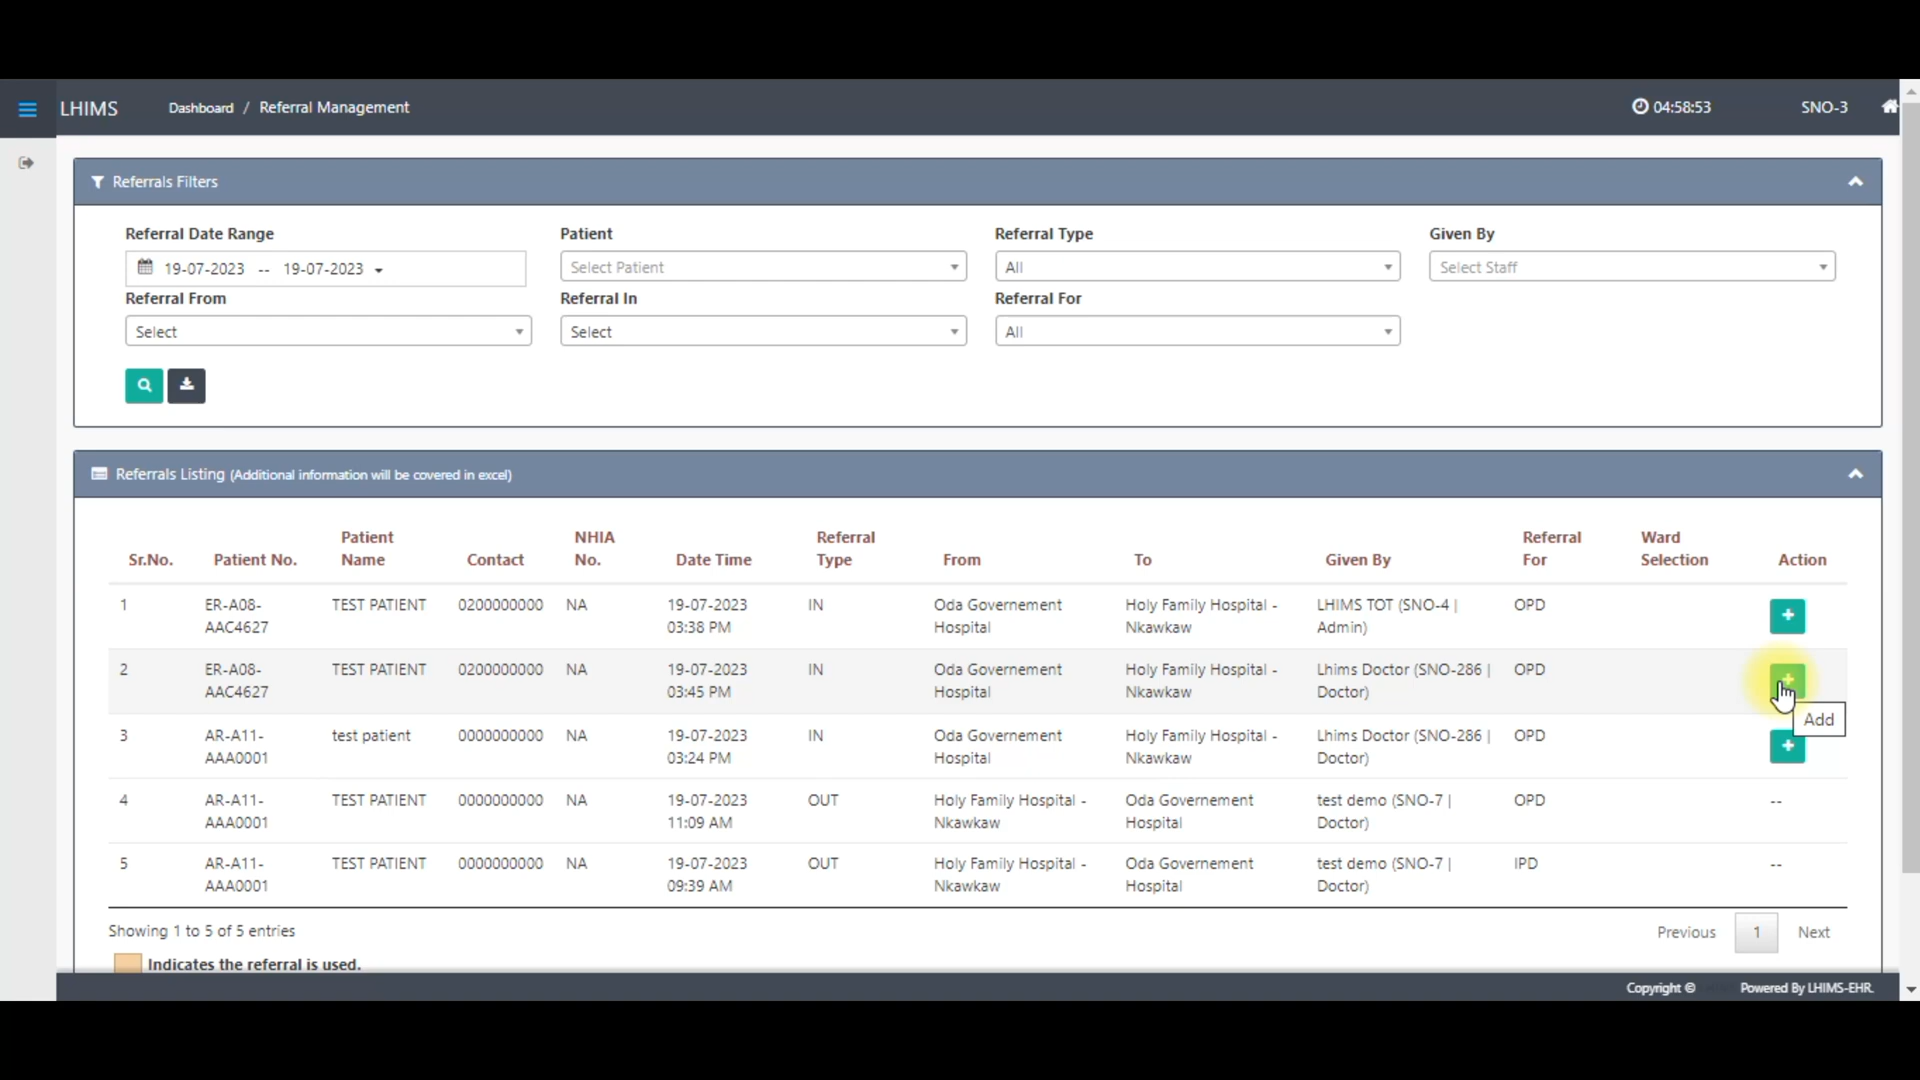 LHIMS Dashboard / Referral Management 04:58:53 SNO-3
Referrals Filters
Referral Date Range Patient Referral Type Given By
19-07-2023 -- 19-07-2023 Select Patient All Select Staff
Referral From Referral In Referral For
Select Select All
Referrals Listing (Additional information will be covered in excel)
Patient NHIA Referral Referral Ward
Sr.No. Patient No. Name Contact No. Date Time Type From To Given By For Selection Action
1 ER-A08- TEST PATIENT 0200000000 NA 19-07-2023 IN Oda Governement Holy Family Hospital - LHIMS TOT (SNO-4 | OPD
AAC4627 03:38 PM Hospital Nkawkaw Admin)
2 ER-A08- TEST PATIENT 0200000000 NA 19-07-2023 IN Oda Governement Holy Family Hospital - Lhims Doctor (SNO-286 | OPD
AAC4627 03:45 PM Hospital Nkawkaw Doctor)
Add
3 AR-A11- test patient 0000000000 NA 19-07-2023 IN Oda Governement Holy Family Hospital - Lhims Doctor (SNO-286 | OPD
AAA0001 03:24 PM Hospital Nkawkaw Doctor)
4 AR-A11- TEST PATIENT 0000000000 NA 19-07-2023 OUT Holy Family Hospital - Oda Governement test demo (SNO-7 | OPD --
AAA0001 11:09 AM Nkawkaw Hospital Doctor)
5 AR-A11- TEST PATIENT 0000000000 NA 19-07-2023 OUT Holy Family Hospital - Oda Governement test demo (SNO-7 | IPD --
AAA0001 09:39 AM Nkawkaw Hospital Doctor)
Showing 1 to 5 of 5 entries Previous 1 Next
Indicates the referral is used.
Copyright © Powered By LHIMS-EHR.